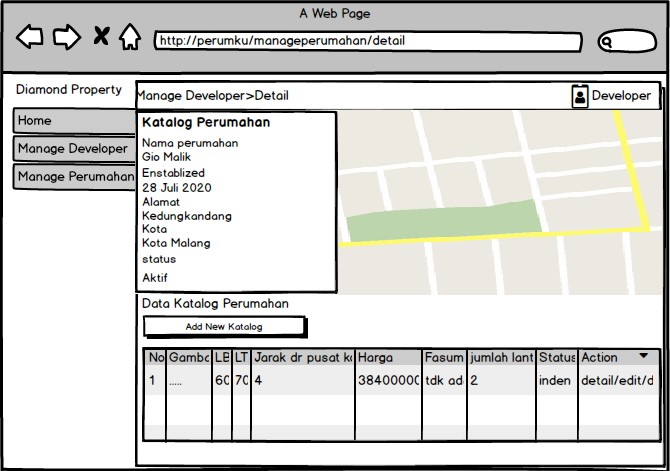 A Web Page
http://perumku/manageperumahan/detail
Diamond Property
Home
Manage Developer
Manage Perumahan
Manage Developer>Detail
Developer
Katalog Perumahan
Nama perumahan
Gio Malik
Enstablized
28 Juli 2020
Alamat
Kedungkandang
Kota
Kota Malang
status
Aktif
Data Katalog Perumahan
Add New Katalog
No Gamba LB LT Jarak dr pusat ko Harga Fasum jumlah lant Status Action
1 ..... 60 70 4 38400000 tdk ad 2 inden detail/edit/d